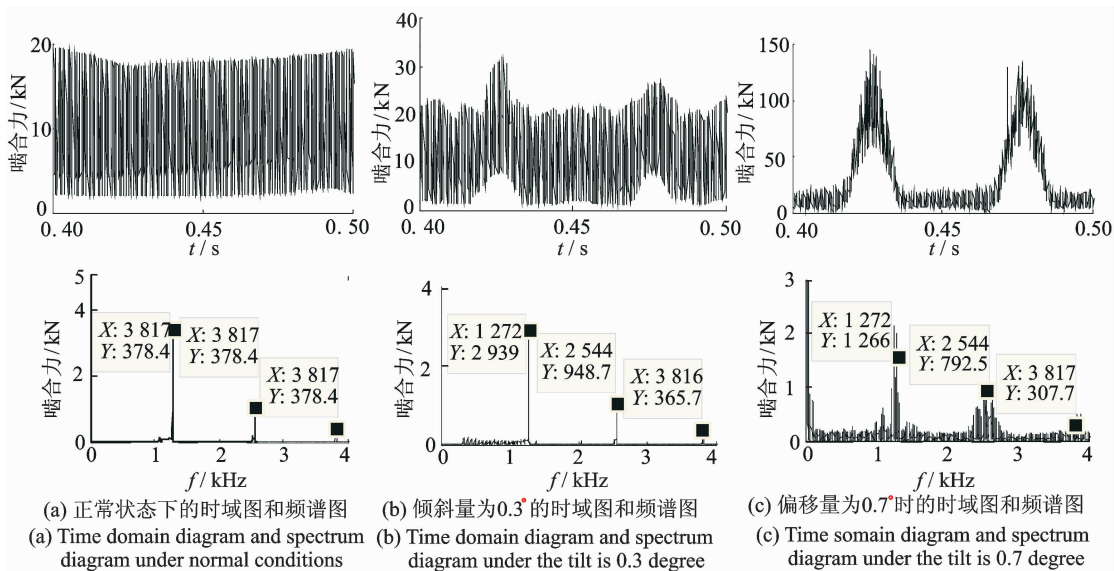 20
10
0
啮合力/kN
0. 40
0.45
0. 50
t / s
40
30
20
10
0
啮合力/kN
0. 40
0.45
0.50
t / s
150
100
50
0
啮合力/kN
0. 40
0.45
0.50
t / s
5
4
2
0
啮合力/kN
X: 3 817
Y: 378.4
X: 3 817
Y: 378.4
X: 3 817
Y: 378.4
0 1 2 3 4
f / kHz
4
2
0
啮合力/kN
X: 1 272
Y: 2 939
X: 2 544
Y: 948.7
X: 3 816
Y: 365.7
0 1 2 3 4
f / kHz
3
2
1
0
啮合力/kN
X: 1 272
Y: 1 266
X: 2 544
Y: 792.5
X: 3 817
Y: 307.7
0 1 2 3 4
f / kHz
(a) 正常状态下的时域图和频谱图
(a) Time domain diagram and spectrum
diagram under normal conditions
(b) 倾斜量为0.3°的时域图和频谱图
(b) Time domain diagram and spectrum
diagram under the tilt is 0.3 degree
(c) 偏移量为0.7°时的时域图和频谱图
(c) Time somain diagram and spectrum
diagram under the tilt is 0.7 degree